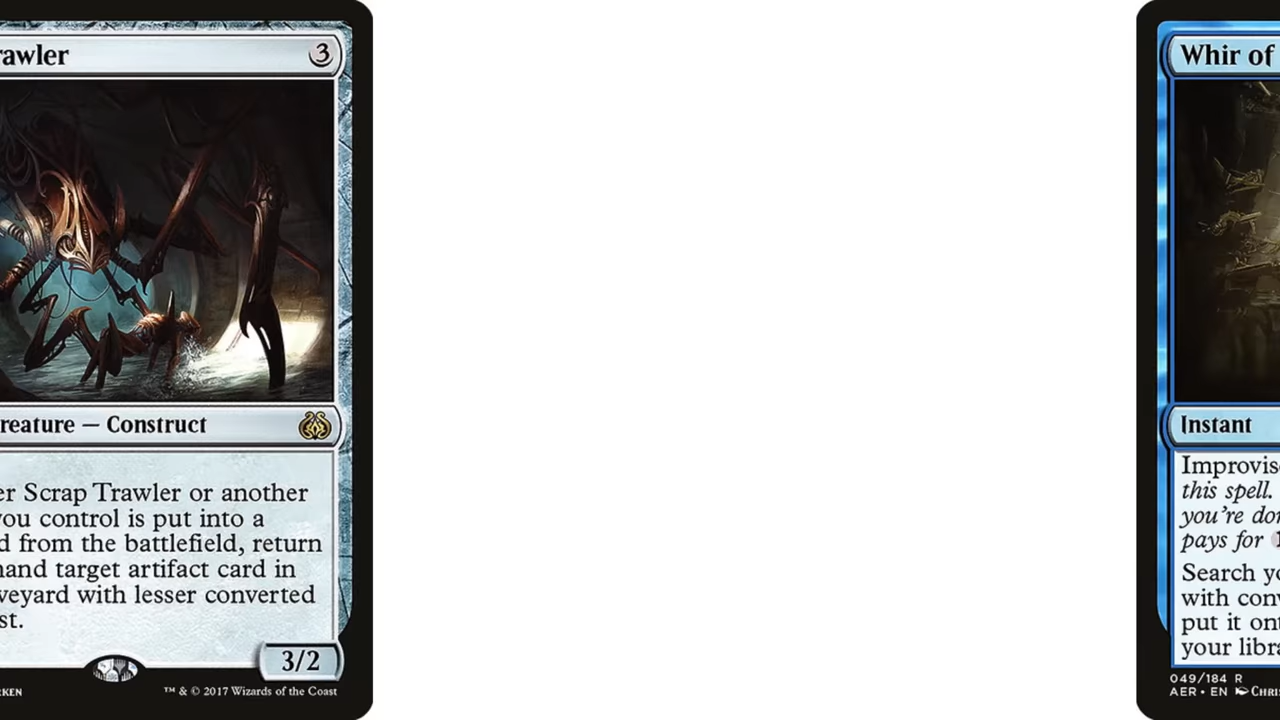 rawler 3
reature — Construct
er Scrap Trawler or another
you control is put into a
d from the battlefield, return
hand target artifact card in
veyard with lesser converted
st.
3/2
RKEN ™ & © 2017 Wizards of the Coast
Whir of
Instant
Improvise
this spell.
you're don
pays for 1
Search yo
with conv
put it ont
your libra
049/184 R
AER • EN CHRIS